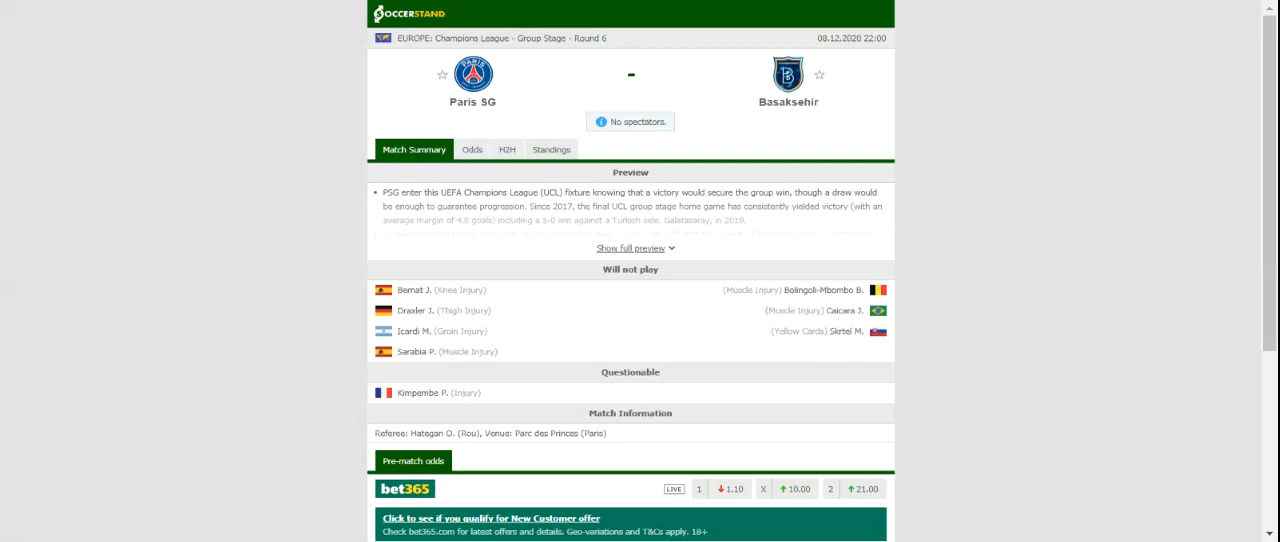 SOCCERSTAND
EUROPE: Champions League - Group Stage - Round 6 08.12.2020 22:00
PARIS
-
Paris SG Basaksehir
No spectators.
Match Summary Odds H2H Standings
Preview
PSG enter this UEFA Champions League (UCL) fixture knowing that a victory would secure the group win, though a draw would
be enough to guarantee progression. Since 2017, the final UCL group stage home game has consistently yielded victory (with an
average margin of 4.0 goals) including a 5-0 win against a Turkish side, Galatasaray, in 2019.
Show full preview
Will not play
Bernat J. (Knee Injury) (Muscle Injury) Bolingoli-Mbombo B.
Draxler J. (Thigh Injury) (Muscle Injury) Caicara J.
Icardi M. (Groin Injury) (Yellow Cards) Skrtel M.
Sarabia P. (Muscle Injury)
Questionable
Kimpembe P. (Injury)
Match Information
Referee: Hategan O. (Rou), Venue: Parc des Princes (Paris)
Pre-match odds
bet365 LIVE 1 1.10 X 10.00 2 21.00
Click to see if you qualify for New Customer offer
Check bet365.com for latest offers and details. Geo-variations and T&Cs apply. 18+